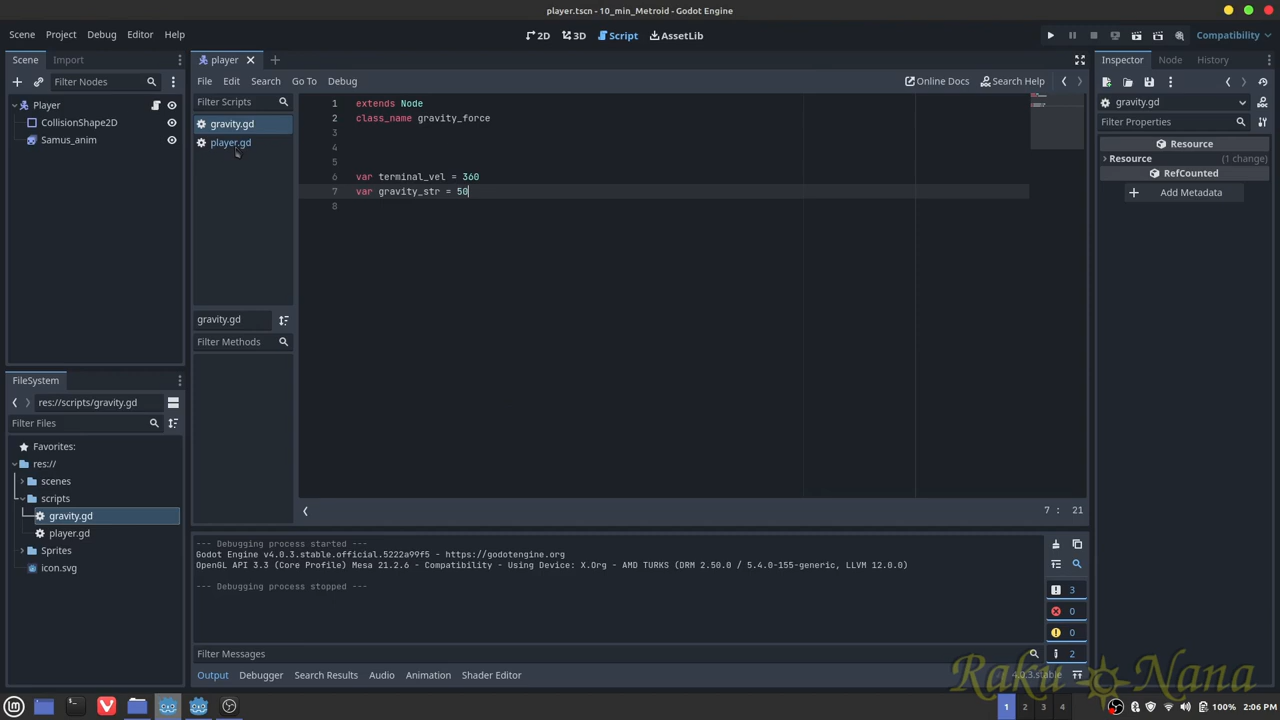 player.tscn - 10_min_Metroid - Godot Engine
Scene Project Debug Editor Help
2D 3D Script AssetLib
Compatibility
Scene Import
Filter Nodes
Player
CollisionShape2D
Samus_anim
player
File Edit Search Go To Debug
Online Docs Search Help
Filter Scripts
gravity.gd
player.gd
gravity.gd
Filter Methods
1 extends Node
2 class_name gravity_force
3
4
5
6 var terminal_vel = 360
7 var gravity_str = 50
8
7 : 21
Inspector Node History
gravity.gd
Filter Properties
Resource
Resource (1 change)
RefCounted
Add Metadata
FileSystem
res://scripts/gravity.gd
Filter Files
Favorites:
res://
scenes
scripts
gravity.gd
player.gd
Sprites
icon.svg
--- Debugging process started ---
Godot Engine v4.0.3.stable.official.5222a99f5 - https://godotengine.org
OpenGL API 3.3 (Core Profile) Mesa 21.2.6 - Compatibility - Using Device: X.Org - AMD TURKS (DRM 2.50.0 / 5.4.0-155-generic, LLVM 12.0.0)
--- Debugging process stopped ---
3
0
0
2
Filter Messages
Output Debugger Search Results Audio Animation Shader Editor
4.0.3.stable
Raku Nana
1 2 3 4
100% 2:06 PM